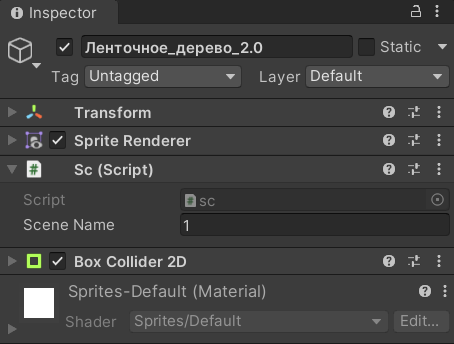 Inspector
Ленточное_дерево_2.0 Static
Tag Untagged Layer Default
Transform
Sprite Renderer
Sc (Script)
Script sc
Scene Name 1
Box Collider 2D
Sprites-Default (Material)
Shader Sprites/Default Edit...